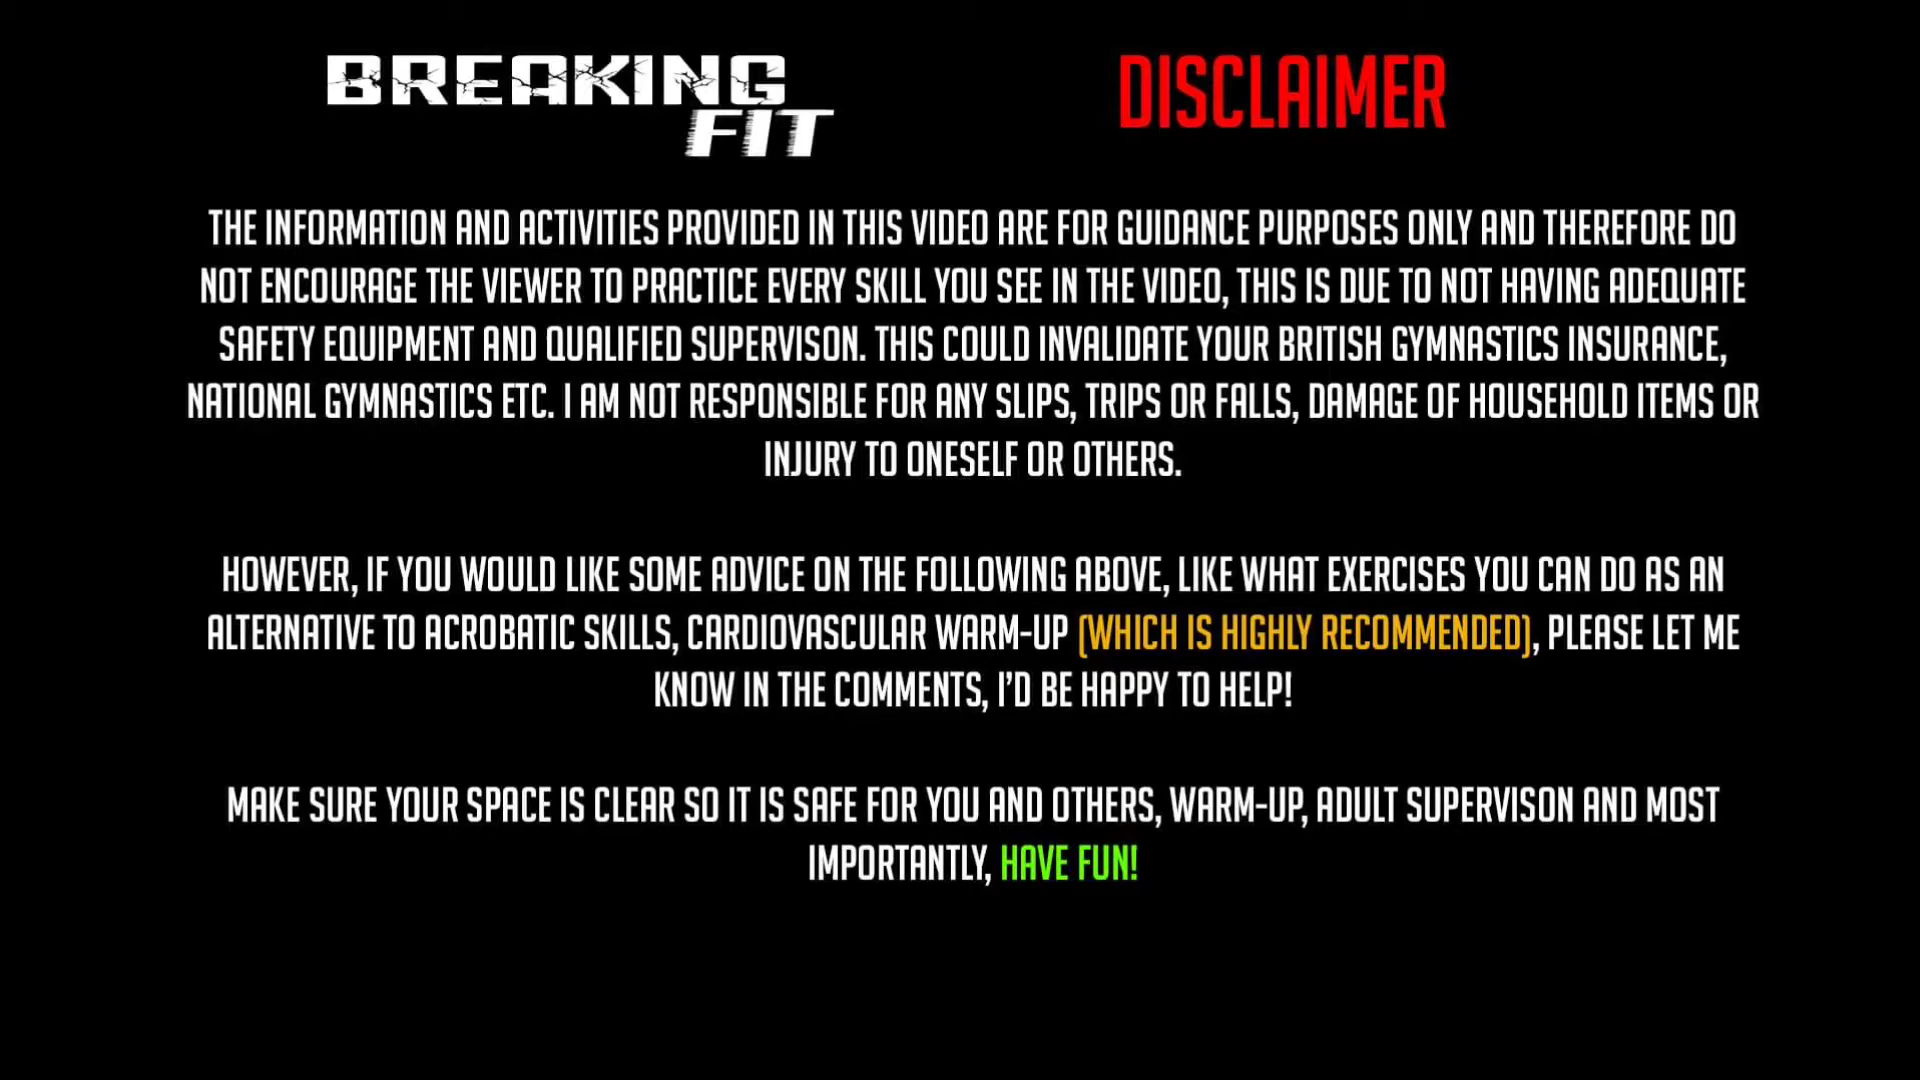 BREAKING
FIT
DISCLAIMER
THE INFORMATION AND ACTIVITIES PROVIDED IN THIS VIDEO ARE FOR GUIDANCE PURPOSES ONLY AND THEREFORE DO
NOT ENCOURAGE THE VIEWER TO PRACTICE EVERY SKILL YOU SEE IN THE VIDEO, THIS IS DUE TO NOT HAVING ADEQUATE
SAFETY EQUIPMENT AND QUALIFIED SUPERVISON. THIS COULD INVALIDATE YOUR BRITISH GYMNASTICS INSURANCE,
NATIONAL GYMNASTICS ETC. I AM NOT RESPONSIBLE FOR ANY SLIPS, TRIPS OR FALLS, DAMAGE OF HOUSEHOLD ITEMS OR
INJURY TO ONESELF OR OTHERS.
HOWEVER, IF YOU WOULD LIKE SOME ADVICE ON THE FOLLOWING ABOVE, LIKE WHAT EXERCISES YOU CAN DO AS AN
ALTERNATIVE TO ACROBATIC SKILLS, CARDIOVASCULAR WARM-UP (WHICH IS HIGHLY RECOMMENDED), PLEASE LET ME
KNOW IN THE COMMENTS, I'D BE HAPPY TO HELP!
MAKE SURE YOUR SPACE IS CLEAR SO IT IS SAFE FOR YOU AND OTHERS, WARM-UP, ADULT SUPERVISON AND MOST
IMPORTANTLY, HAVE FUN!